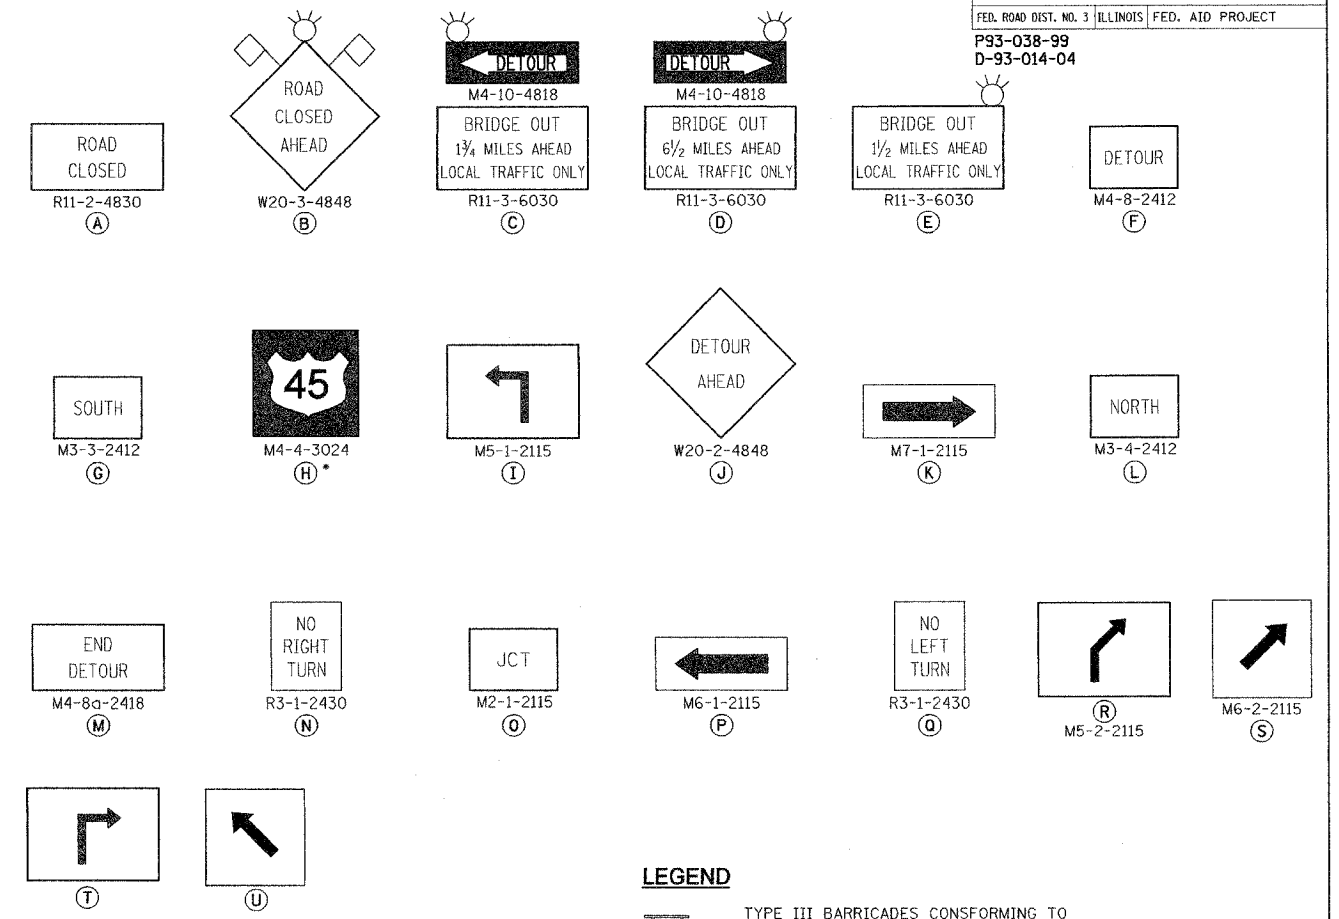 FED. ROAD DIST. NO. 3 ILLINOIS FED. AID PROJECT
P93-038-99
D-93-014-04
ROAD
CLOSED
R11-2-4830
A
ROAD
CLOSED
AHEAD
W20-3-4848
B
DETOUR
M4-10-4818
BRIDGE OUT
1¾ MILES AHEAD
LOCAL TRAFFIC ONLY
R11-3-6030
C
DETOUR
M4-10-4818
BRIDGE OUT
6½ MILES AHEAD
LOCAL TRAFFIC ONLY
R11-3-6030
D
BRIDGE OUT
1½ MILES AHEAD
LOCAL TRAFFIC ONLY
R11-3-6030
E
DETOUR
M4-8-2412
F
SOUTH
M3-3-2412
G
45
M4-4-3024
H *
M5-1-2115
I
DETOUR
AHEAD
W20-2-4848
J
M7-1-2115
K
NORTH
M3-4-2412
L
END
DETOUR
M4-8a-2418
M
NO
RIGHT
TURN
R3-1-2430
N
JCT
M2-1-2115
O
M6-1-2115
P
NO
LEFT
TURN
R3-1-2430
Q
R
M5-2-2115
M6-2-2115
S
T
U
LEGEND
TYPE III BARRICADES CONSFORMING TO